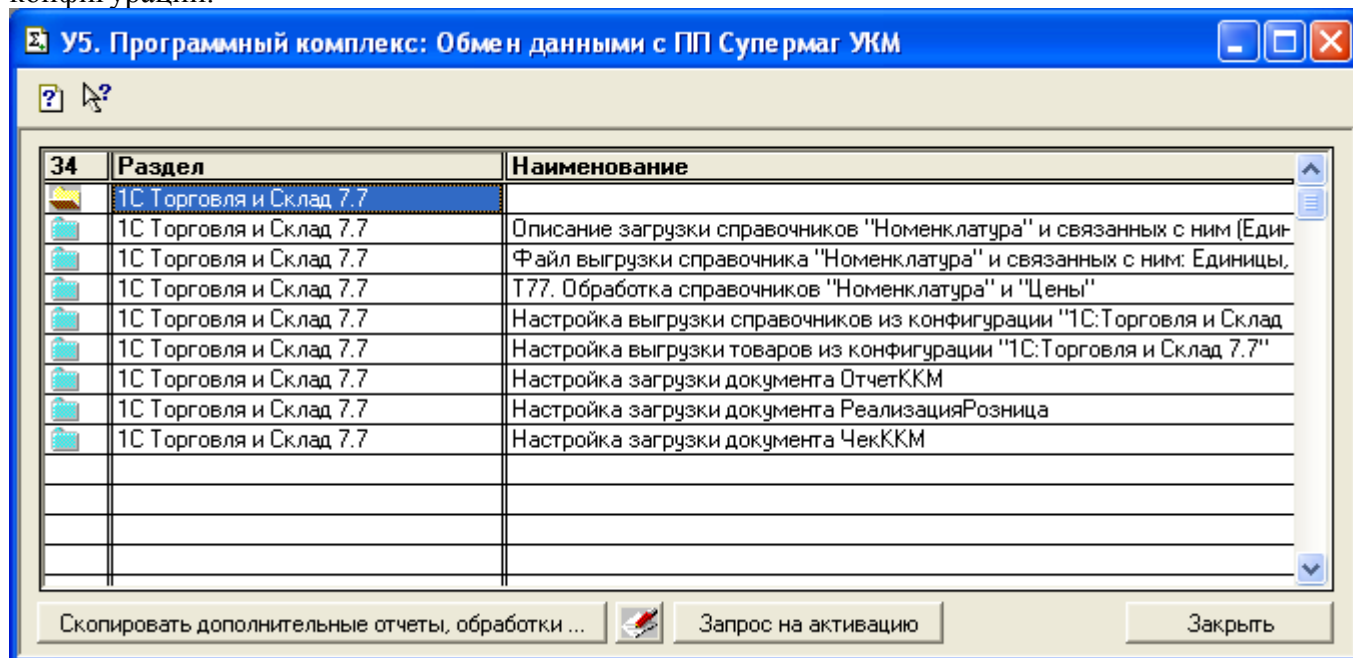 конфигурации.
У5. Программный комплекс: Обмен данными с ПП Супермаг УКМ
34 Раздел Наименование
1С Торговля и Склад 7.7
1С Торговля и Склад 7.7 Описание загрузки справочников "Номенклатура" и связанных с ним (Един
1С Торговля и Склад 7.7 Файл выгрузки справочника "Номенклатура" и связанных с ним: Единицы,
1С Торговля и Склад 7.7 Т77. Обработка справочников "Номенклатура" и "Цены"
1С Торговля и Склад 7.7 Настройка выгрузки справочников из конфигурации "1С:Торговля и Склад
1С Торговля и Склад 7.7 Настройка выгрузки товаров из конфигурации "1С:Торговля и Склад 7.7"
1С Торговля и Склад 7.7 Настройка загрузки документа ОтчетККМ
1С Торговля и Склад 7.7 Настройка загрузки документа РеализацияРозница
1С Торговля и Склад 7.7 Настройка загрузки документа ЧекККМ
Скопировать дополнительные отчеты, обработки ... Запрос на активацию Закрыть